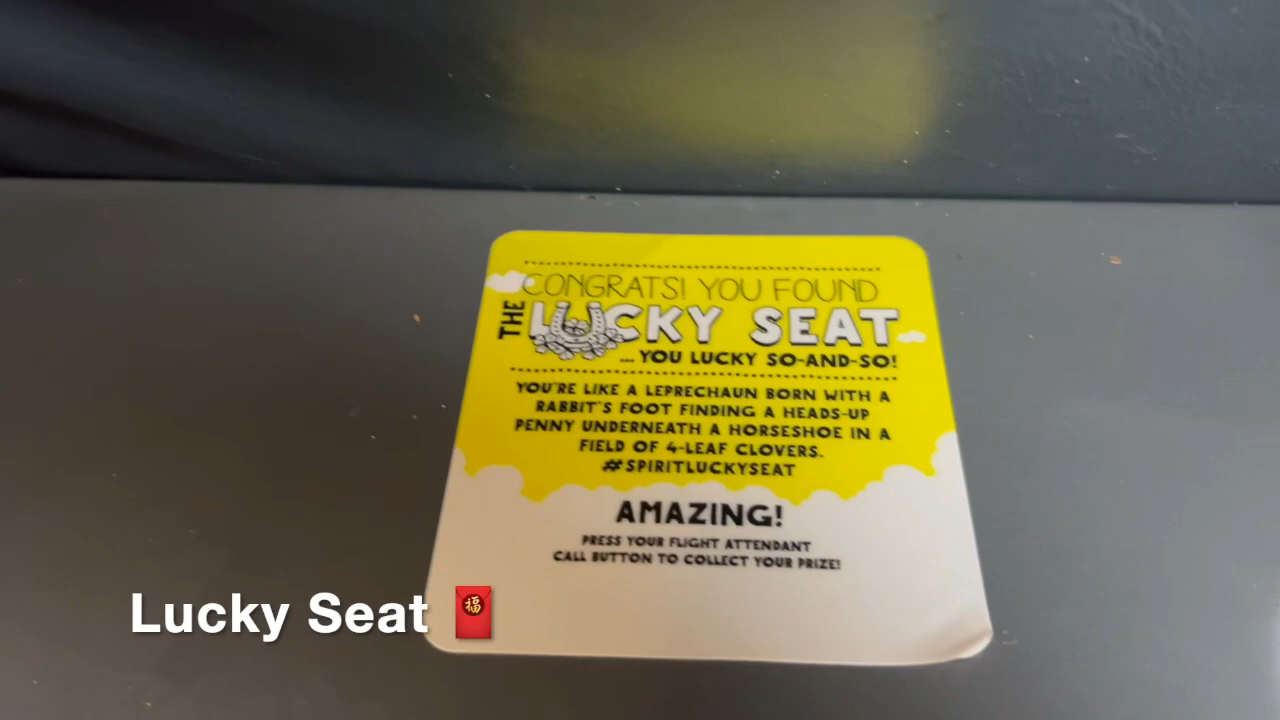 CONGRATS! YOU FOUND
THE LUCKY SEAT
...YOU LUCKY SO-AND-SO!
YOU'RE LIKE A LEPRECHAUN BORN WITH A
RABBIT'S FOOT FINDING A HEADS-UP
PENNY UNDERNEATH A HORSESHOE IN A
FIELD OF 4-LEAF CLOVERS.
#SPIRITLUCKYSEAT
AMAZING!
PRESS YOUR FLIGHT ATTENDANT
CALL BUTTON TO COLLECT YOUR PRIZE!
Lucky Seat 🧧